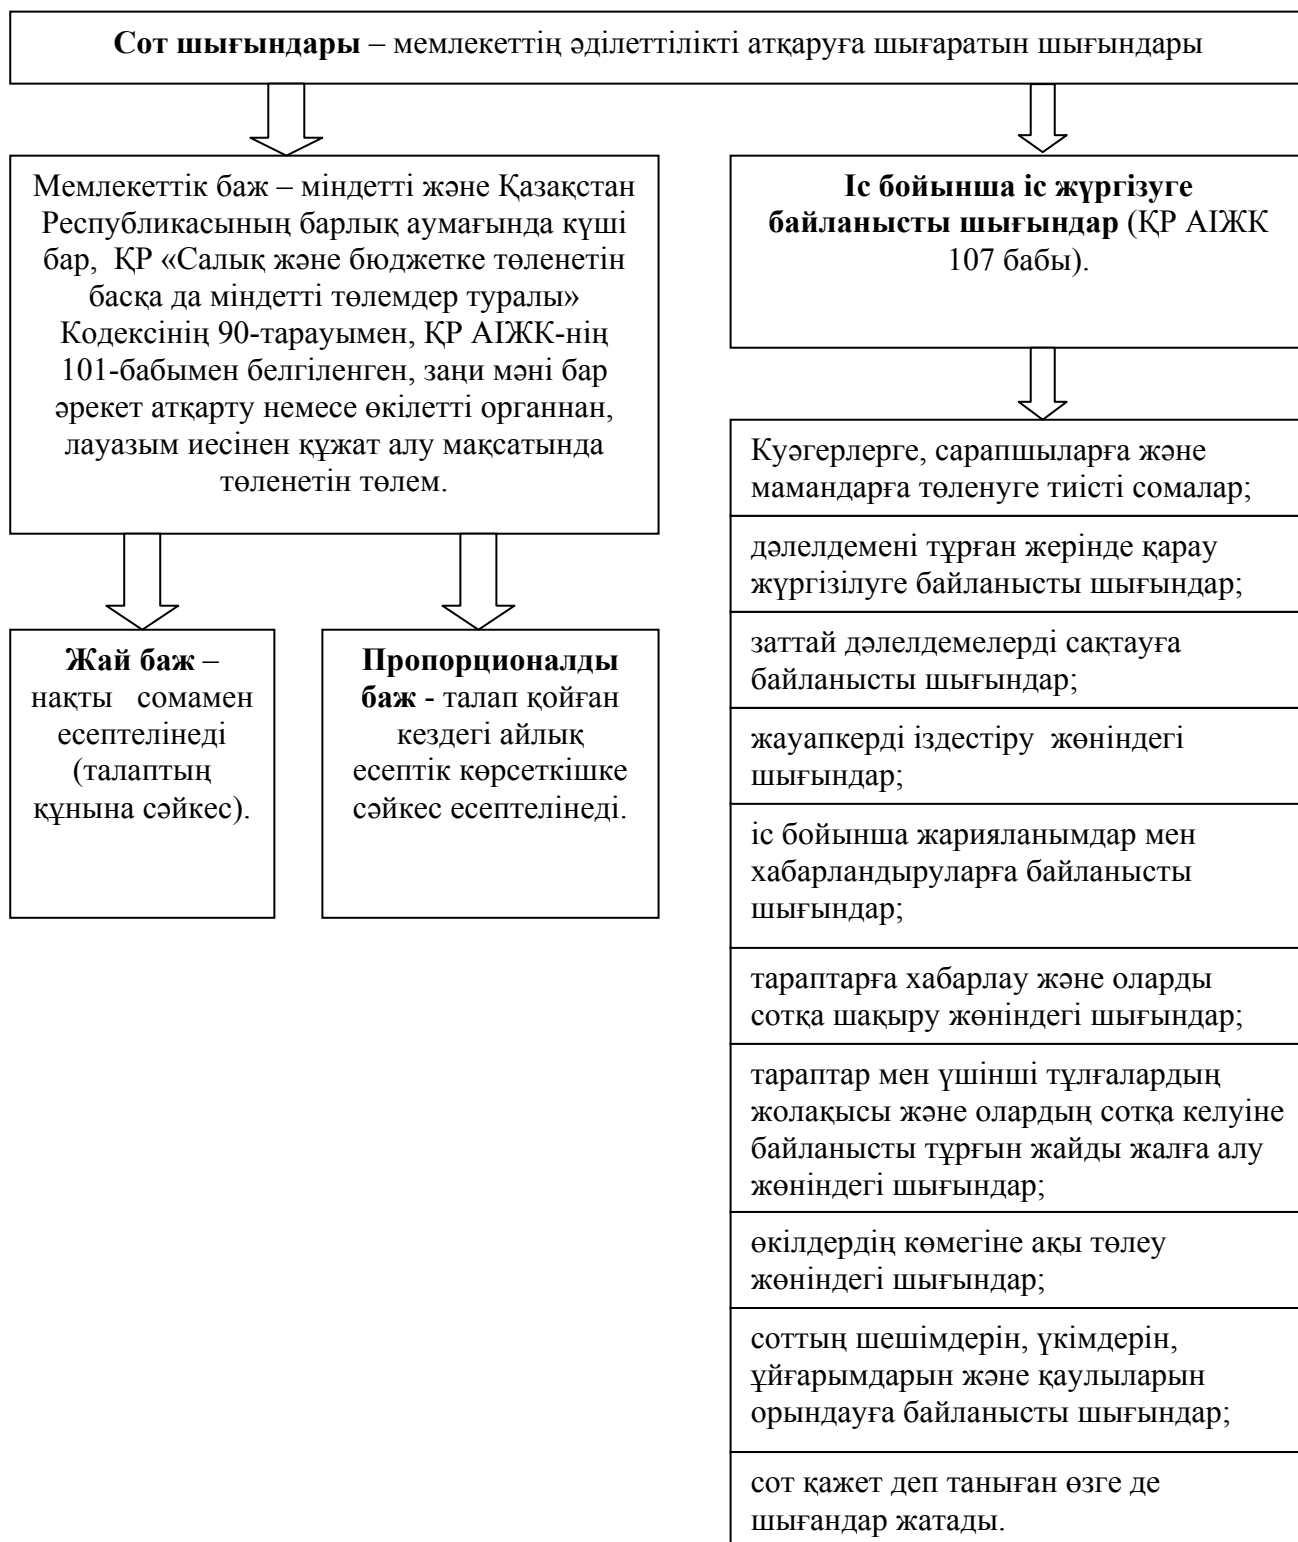 Сот шығындары – мемлекеттің әділеттілікті атқаруға шығаратын шығындары
Мемлекеттік баж – міндетті және Қазақстан
Республикасының барлық аумағында күші
бар, ҚР «Салық және бюджетке төленетін
басқа да міндетті төлемдер туралы»
Кодексінің 90-тарауымен, ҚР АІЖК-нің
101-бабымен белгіленген, заңи мәні бар
әрекет атқарту немесе өкілетті органнан,
лауазым иесінен құжат алу мақсатында
төленетін төлем.
Жай баж –
нақты сомамен
есептелінеді
(талаптың
құнына сәйкес).
Пропорционалды
баж - талап қойған
кездегі айлық
есептік көрсеткішке
сәйкес есептелінеді.
Іс бойынша іс жүргізуге
байланысты шығындар (ҚР АІЖК
107 бабы).
Куәгерлерге, сарапшыларға және
мамандарға төленуге тиісті сомалар;
дәлелдемені тұрған жерінде қарау
жүргізілуге байланысты шығындар;
заттай дәлелдемелерді сақтауға
байланысты шығындар;
жауапкерді іздестіру жөніндегі
шығындар;
іс бойынша жарияланымдар мен
хабарландыруларға байланысты
шығындар;
тараптарға хабарлау және оларды
сотқа шақыру жөніндегі шығындар;
тараптар мен үшінші тұлғалардың
жолақысы және олардың сотқа келуіне
байланысты тұрғын жайды жалға алу
жөніндегі шығындар;
өкілдердің көмегіне ақы төлеу
жөніндегі шығындар;
соттың шешімдерін, үкімдерін,
ұйғарымдарын және қаулыларын
орындауға байланысты шығындар;
сот қажет деп таныған өзге де
шығандар жатады.